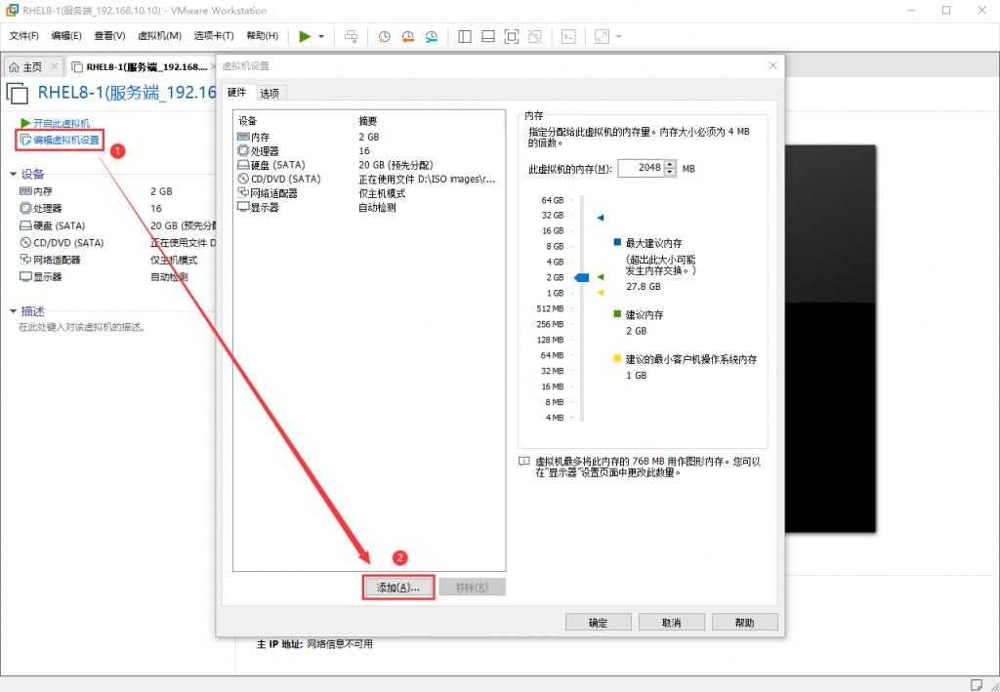 RHEL8-1(服务端_192.168.10.10) - VMware Workstation
文件(F) 编辑(E) 查看(V) 虚拟机(M) 选项卡(T) 帮助(H)
主页 RHEL8-1(服务端_192.168....
RHEL8-1(服务端_192.16
开启此虚拟机
编辑虚拟机设置
1
设备
内存 2 GB
处理器 16
硬盘 (SATA) 20 GB (预先分配
CD/DVD (SATA) 正在使用文件 D
网络适配器 仅主机模式
显示器 自动检测
描述
在此处键入对该虚拟机的描述。
虚拟机设置
硬件 选项
设备 摘要
内存 2 GB
处理器 16
硬盘 (SATA) 20 GB (预先分配)
CD/DVD (SATA) 正在使用文件 D:\ISO images\r...
网络适配器 仅主机模式
显示器 自动检测
2
添加(A)... 移除(R)
内存
指定分配给此虚拟机的内存量。内存大小必须为 4 MB
的倍数。
此虚拟机的内存(M): 2048 MB
64 GB
32 GB
16 GB
8 GB
4 GB
2 GB
1 GB
512 MB
256 MB
128 MB
64 MB
32 MB
16 MB
8 MB
4 MB
最大建议内存
(超出此大小可能
发生内存交换。)
27.8 GB
建议内存
2 GB
建议的最小客户机操作系统内存
1 GB
虚拟机最多将此内存的 768 MB 用作图形内存。您可以
在"显示器"设置页面中更改此数量。
确定 取消 帮助
主 IP 地址: 网络信息不可用